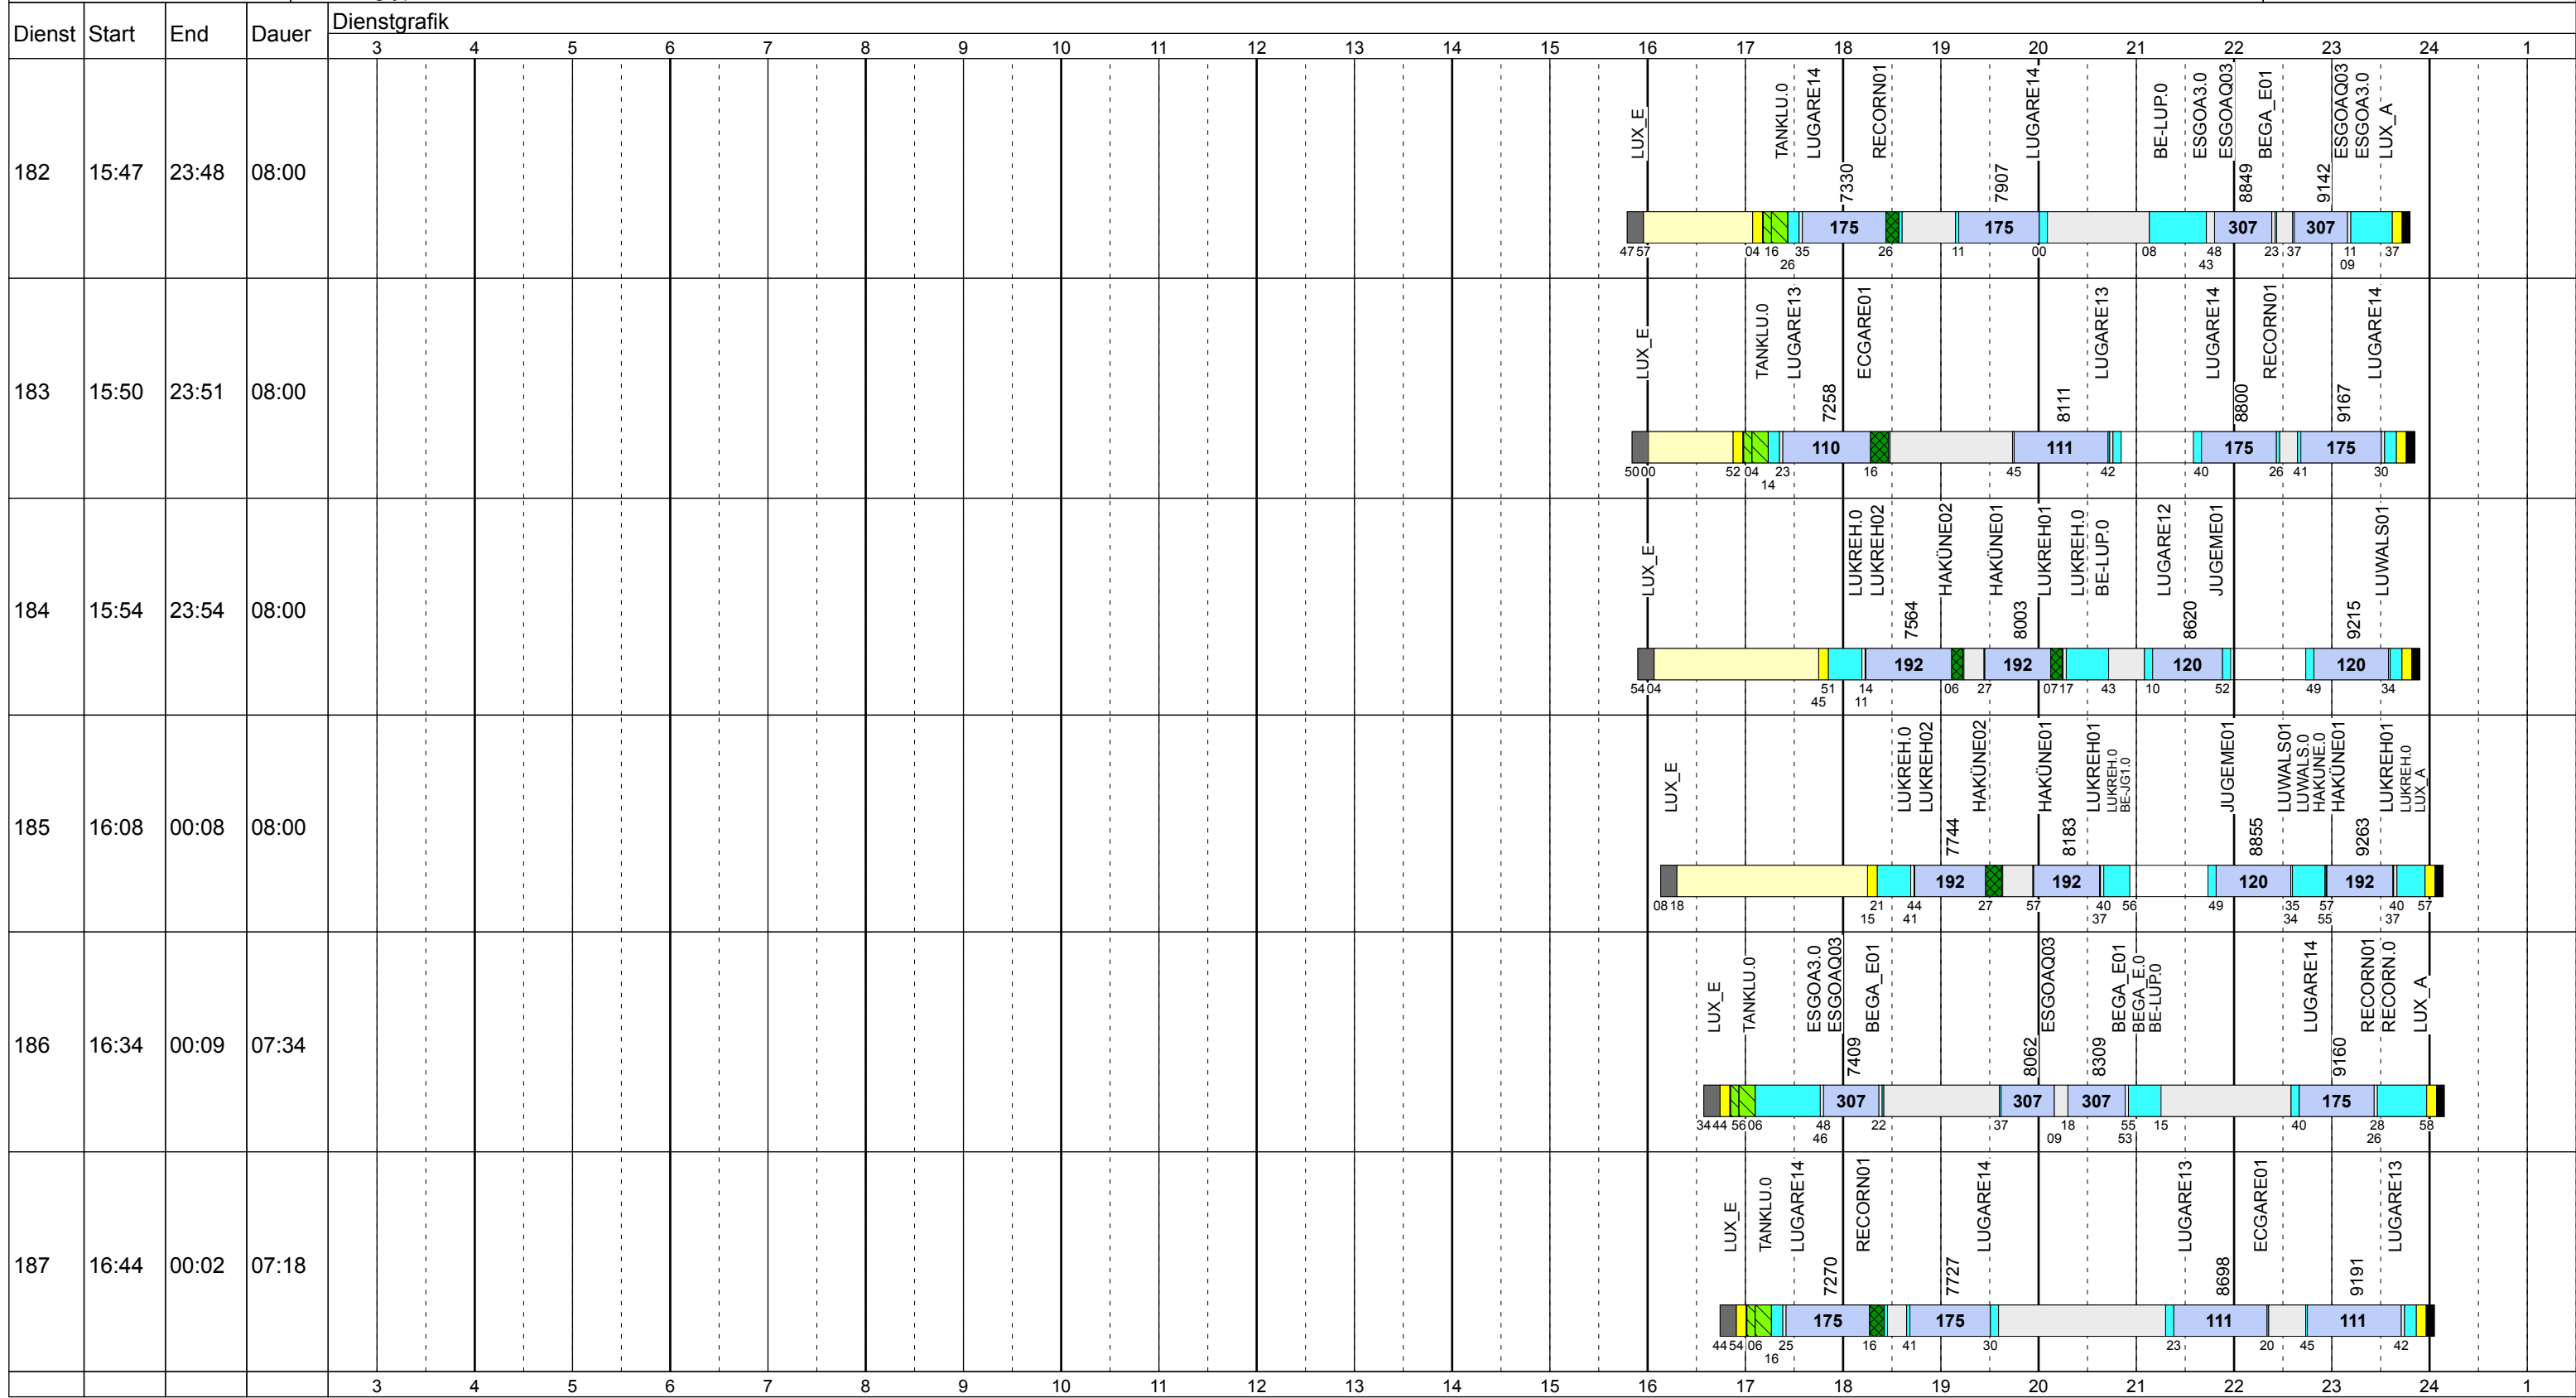 Dienst Start End Dauer Dienstgrafik
3 4 5 6 7 8 9 10 11 12 13 14 15 16 17 18 19 20 21 22 23 24 1
LUX_E TANKLU.0 LUGARE14 RECORN01 LUGARE14 BE-LUP.0 ESGOA3.0 ESGOAQ03 BEGA_E01 ESGOAQ03 ESGOA3.0 LUX_A
7330 7907 8849 9142
182 15:47 23:48 08:00 175 175 307 307
47 57 04 16 35 26 11 00 08 48 23 37 11 37
26 43 09
LUX_E TANKLU.0 LUGARE13 ECGARE01 LUGARE13 LUGARE14 RECORN01 LUGARE14
7258 8111 8800 9167
183 15:50 23:51 08:00 110 111 175 175
50 00 52 04 23 16 45 42 40 26 41 30
14
LUX_E LUKREH.0 LUKREH02 HAKÜNE02 HAKÜNE01 LUKREH01 LUKREH.0 BE-LUP.0 LUGARE12 JUGEME01 LUWALS01
7564 8003 8620 9215
184 15:54 23:54 08:00 192 192 120 120
54 04 51 14 06 27 07 17 43 10 52 49 34
45 11
LUX_E LUKREH.0 LUKREH02 HAKÜNE02 HAKÜNE01 LUKREH01 LUKREH.0 BE-JG1.0 JUGEME01 LUWALS01 LUWALS.0 HAKÜNE.0 HAKÜNE01 LUKREH01 LUKREH.0 LUX_A
7744 8183 8855 9263
185 16:08 00:08 08:00 192 192 120 192
08 18 21 44 27 57 40 56 49 35 57 40 57
15 41 37 34 55 37
LUX_E TANKLU.0 ESGOA3.0 ESGOAQ03 BEGA_E01 ESGOAQ03 BEGA_E01 BEGA_E.0 BE-LUP.0 LUGARE14 RECORN01 RECORN.0 LUX_A
7409 8062 8309 9160
186 16:34 00:09 07:34 307 307 307 175
34 44 56 06 48 22 37 18 55 15 40 28 58
46 09 53 26
LUX_E TANKLU.0 LUGARE14 RECORN01 LUGARE14 LUGARE13 ECGARE01 LUGARE13
7270 7727 8698 9191
187 16:44 00:02 07:18 175 175 111 111
44 54 06 25 16 41 30 23 20 45 42
16
3 4 5 6 7 8 9 10 11 12 13 14 15 16 17 18 19 20 21 22 23 24 1